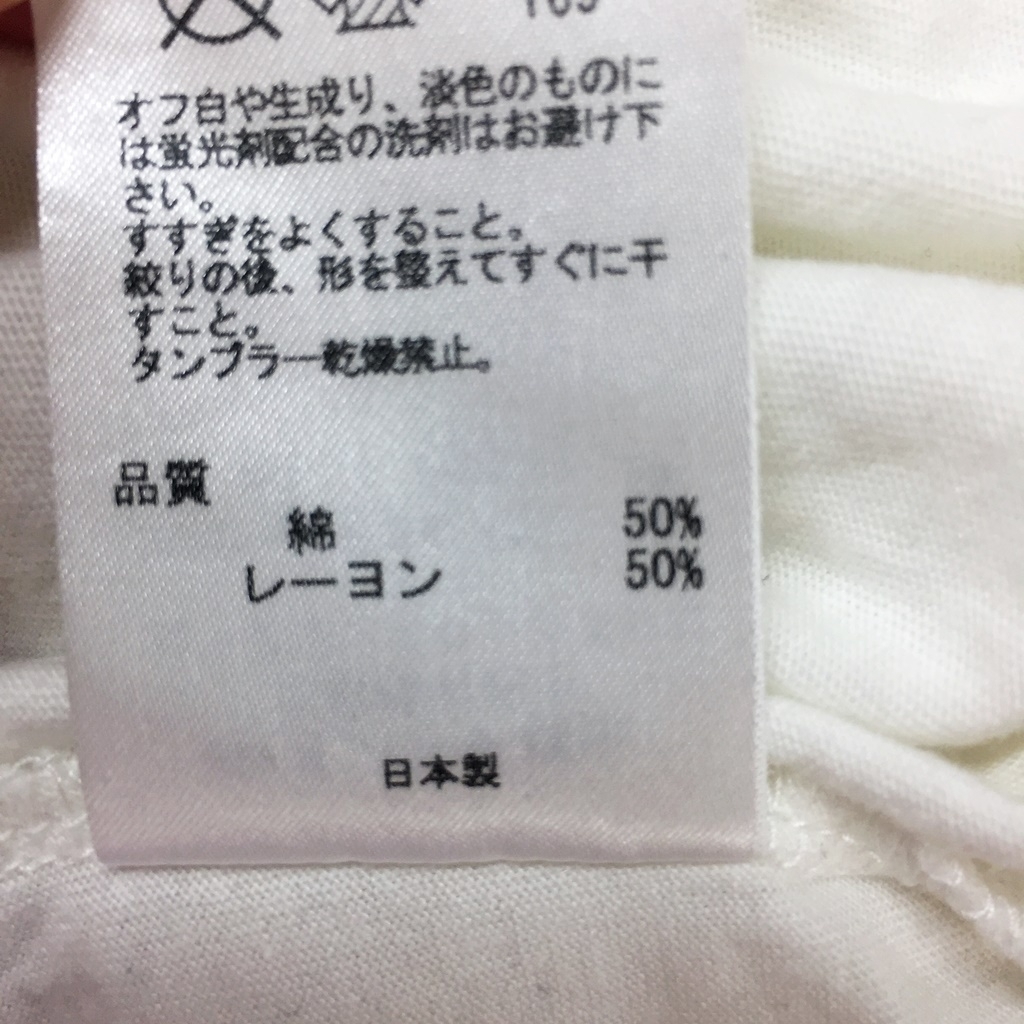 オフ白や生成り、淡色のものに
は蛍光剤配合の洗剤はお避け下
さい。
すすぎをよくすること。
絞りの後、形を整えてすぐに干
すこと。
タンブラー乾燥禁止。
品質
綿 50%
レーヨン 50%
日本製